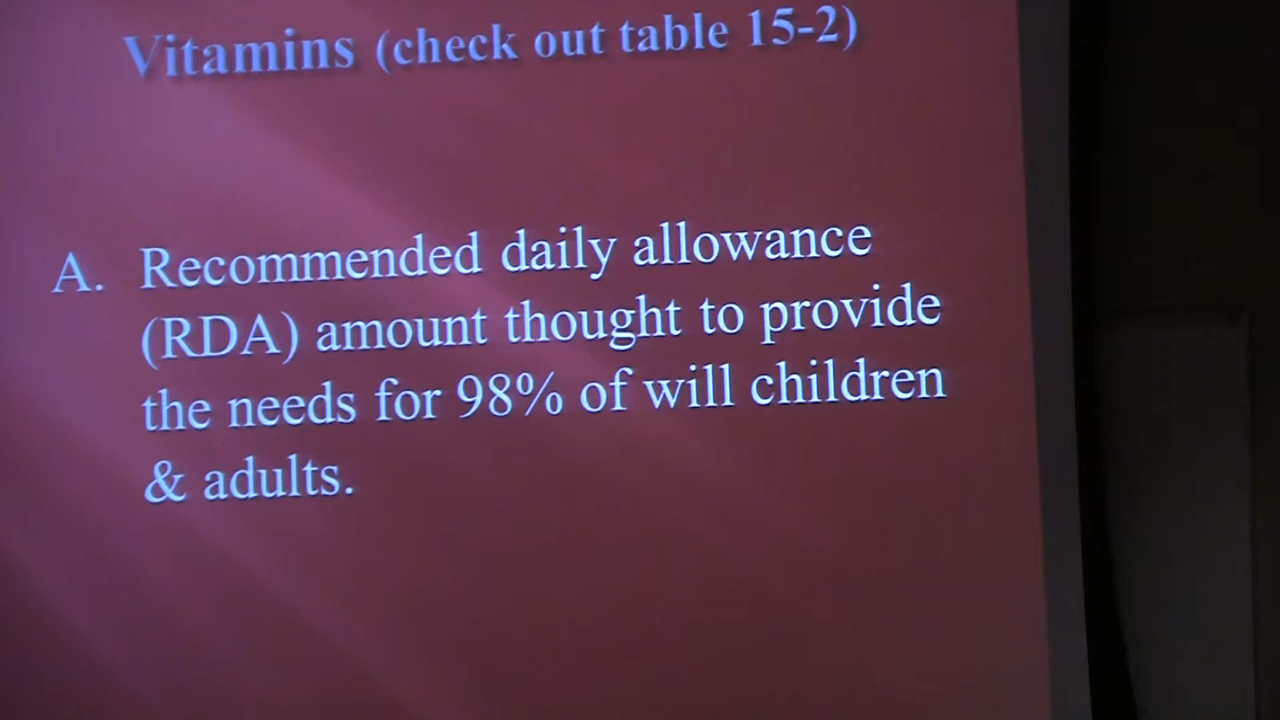 Vitamins (check out table 15-2)
A. Recommended daily allowance
(RDA) amount thought to provide
the needs for 98% of will children
& adults.